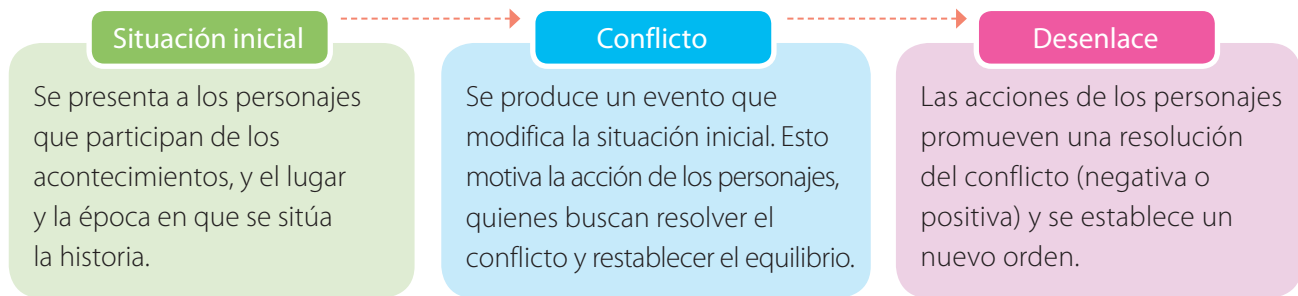 Situación inicial
Se presenta a los personajes
que participan de los
acontecimientos, y el lugar
y la época en que se sitúa
la historia.
Conflicto
Se produce un evento que
modifica la situación inicial. Esto
motiva la acción de los personajes,
quienes buscan resolver el
conflicto y restablecer el equilibrio.
Desenlace
Las acciones de los personajes
promueven una resolución
del conflicto (negativa o
positiva) y se establece un
nuevo orden.